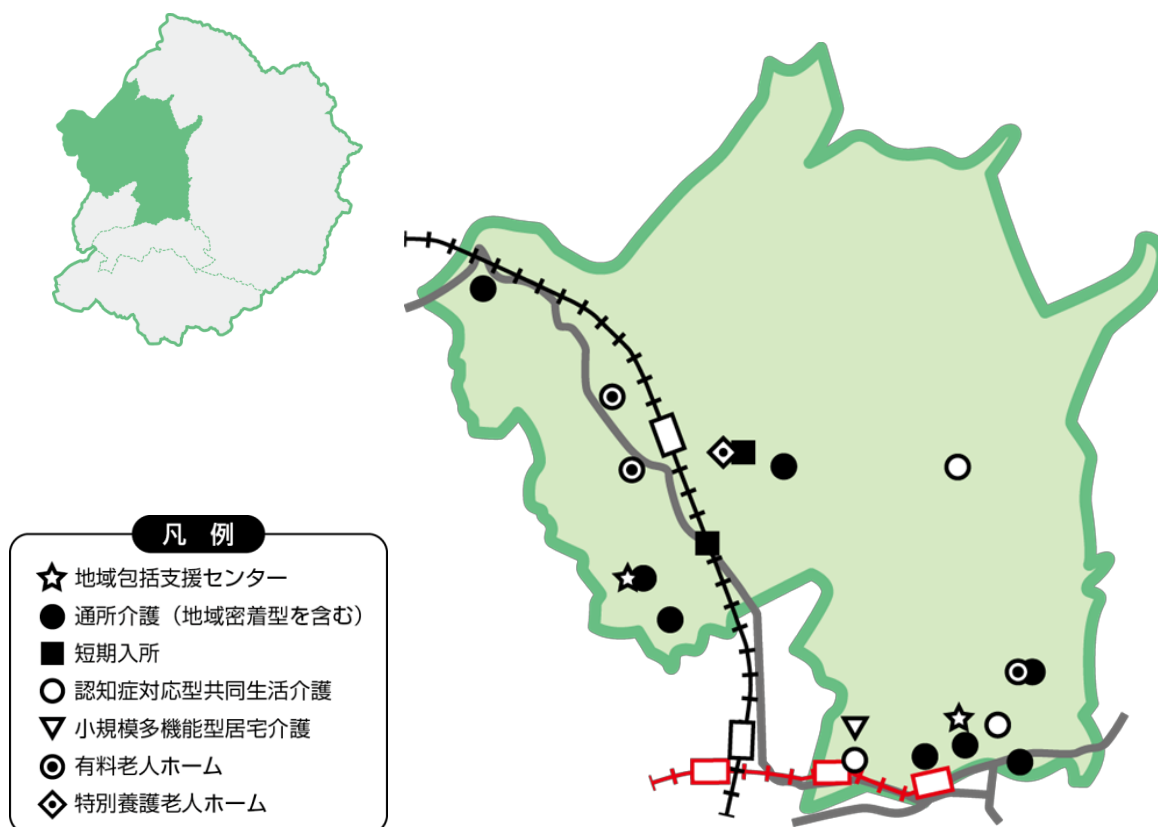 凡 例
地域包括支援センター
通所介護（地域密着型を含む）
短期入所
認知症対応型共同生活介護
小規模多機能型居宅介護
有料老人ホーム
特別養護老人ホーム